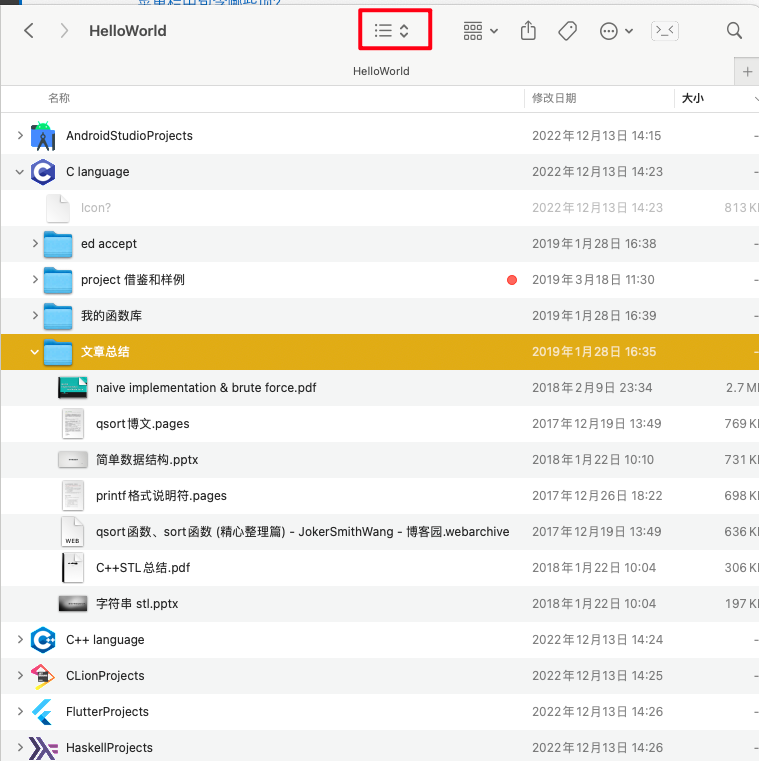 菜单栏中包含哪些项?
HelloWorld
HelloWorld
名称 修改日期 大小
AndroidStudioProjects 2022年12月13日 14:15 --
C language 2022年12月13日 14:23 --
Icon? 2022年12月13日 14:23 813 K
ed accept 2019年1月28日 16:38 --
project 借鉴和样例 2019年3月18日 11:30 --
我的函数库 2019年1月28日 16:39 --
文章总结 2019年1月28日 16:35 --
naive implementation & brute force.pdf 2018年2月9日 23:34 2.7 M
qsort博文.pages 2017年12月19日 13:49 769 K
简单数据结构.pptx 2018年1月22日 10:10 731 K
printf格式说明符.pages 2017年12月26日 18:22 698 K
WEB qsort函数、sort函数 (精心整理篇) - JokerSmithWang - 博客园.webarchive 2017年12月19日 13:49 636 K
C++STL总结.pdf 2018年1月22日 10:04 306 K
字符串 stl.pptx 2018年1月22日 10:04 197 K
C++ language 2022年12月13日 14:24 --
CLionProjects 2022年12月13日 14:25 --
FlutterProjects 2022年12月13日 14:26 --
HaskellProjects 2022年12月13日 14:26 --